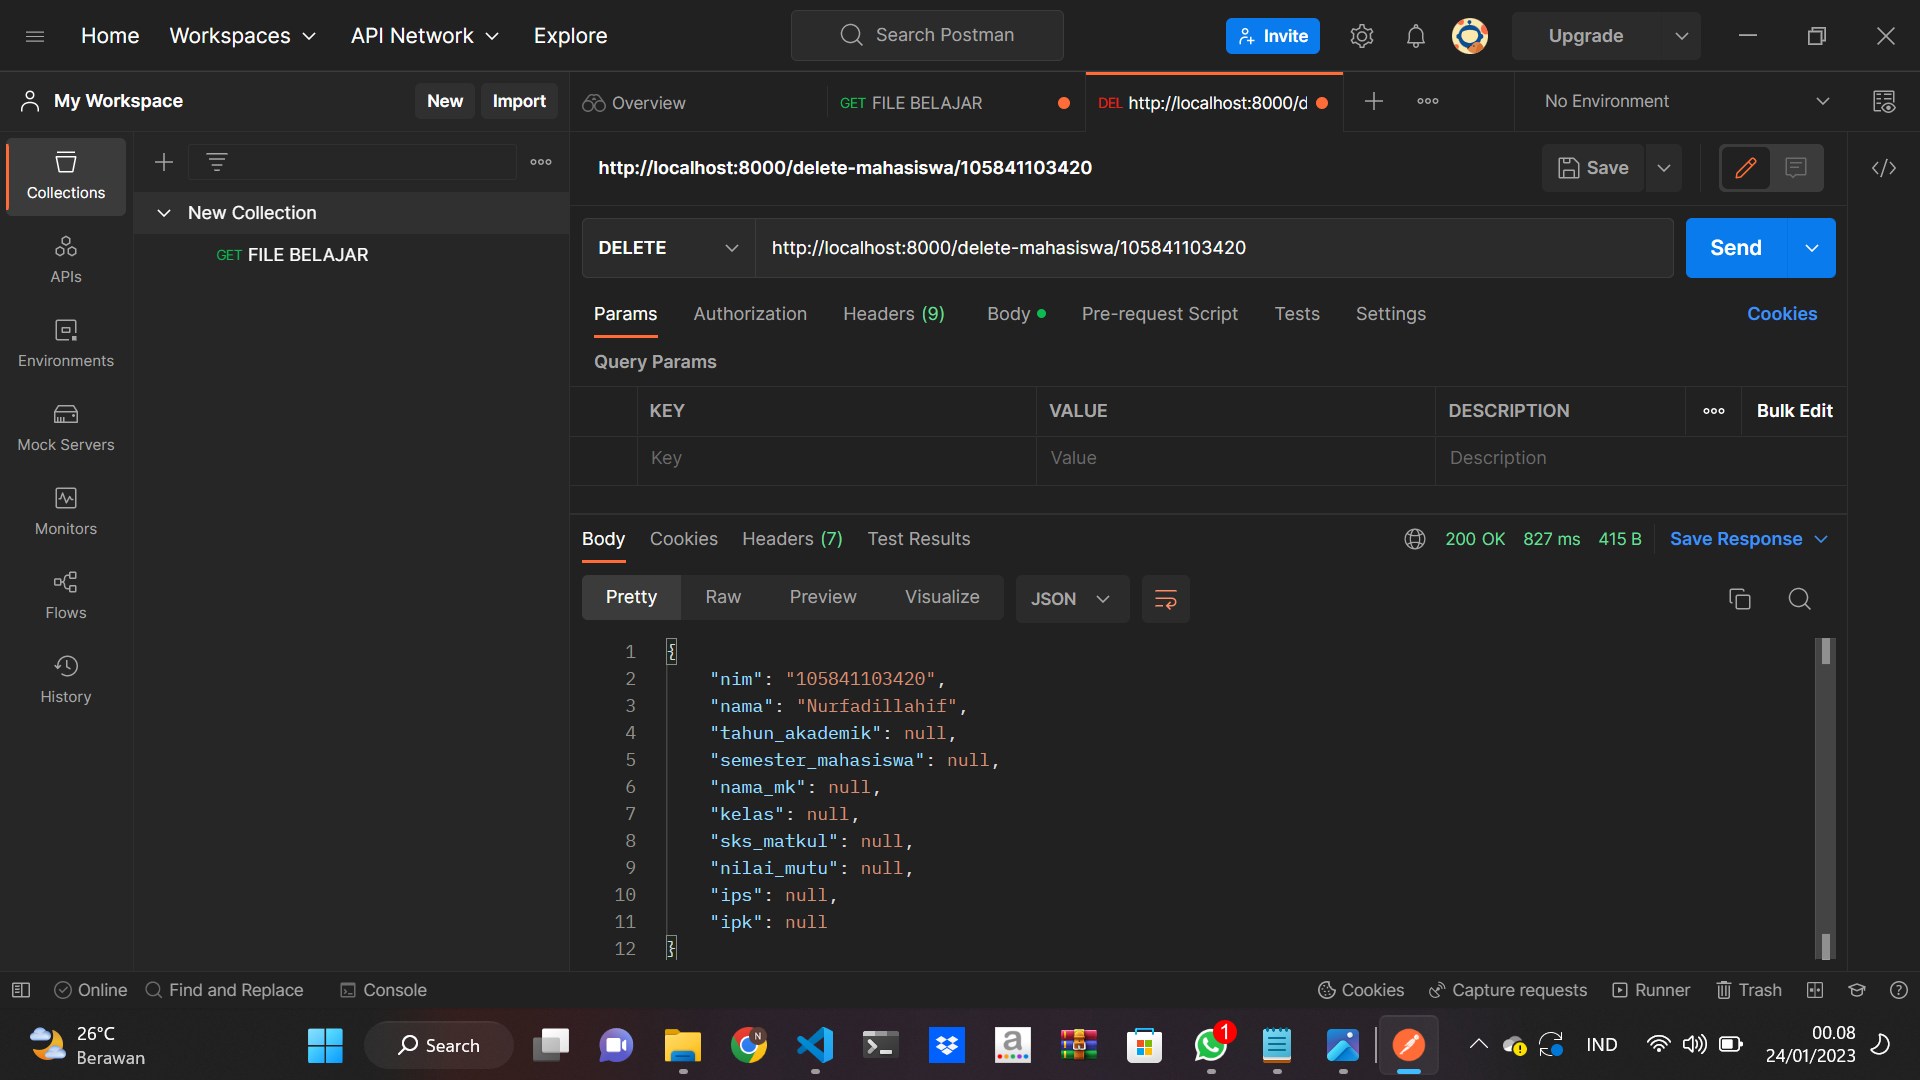 Home
Workspaces
API Network
Explore
Search Postman
Invite
Upgrade
My Workspace
New
Import
Overview
GET FILE BELAJAR
DEL http://localhost:8000/d
No Environment
Collections
APIs
Environments
Mock Servers
Monitors
Flows
History
New Collection
GET FILE BELAJAR
http://localhost:8000/delete-mahasiswa/105841103420
Save
DELETE
http://localhost:8000/delete-mahasiswa/105841103420
Send
Params
Authorization
Headers (9)
Body
Pre-request Script
Tests
Settings
Cookies
Query Params
KEY
VALUE
DESCRIPTION
Bulk Edit
Key
Value
Description
Body
Cookies
Headers (7)
Test Results
200 OK
827 ms
415 B
Save Response
Pretty
Raw
Preview
Visualize
JSON
1 {
2 "nim": "105841103420",
3 "nama": "Nurfadillahif",
4 "tahun_akademik": null,
5 "semester_mahasiswa": null,
6 "nama_mk": null,
7 "kelas": null,
8 "sks_matkul": null,
9 "nilai_mutu": null,
10 "ips": null,
11 "ipk": null
12 }
Online
Find and Replace
Console
Cookies
Capture requests
Runner
Trash
26°C
Berawan
Search
N
a
1
IND
00.08
24/01/2023